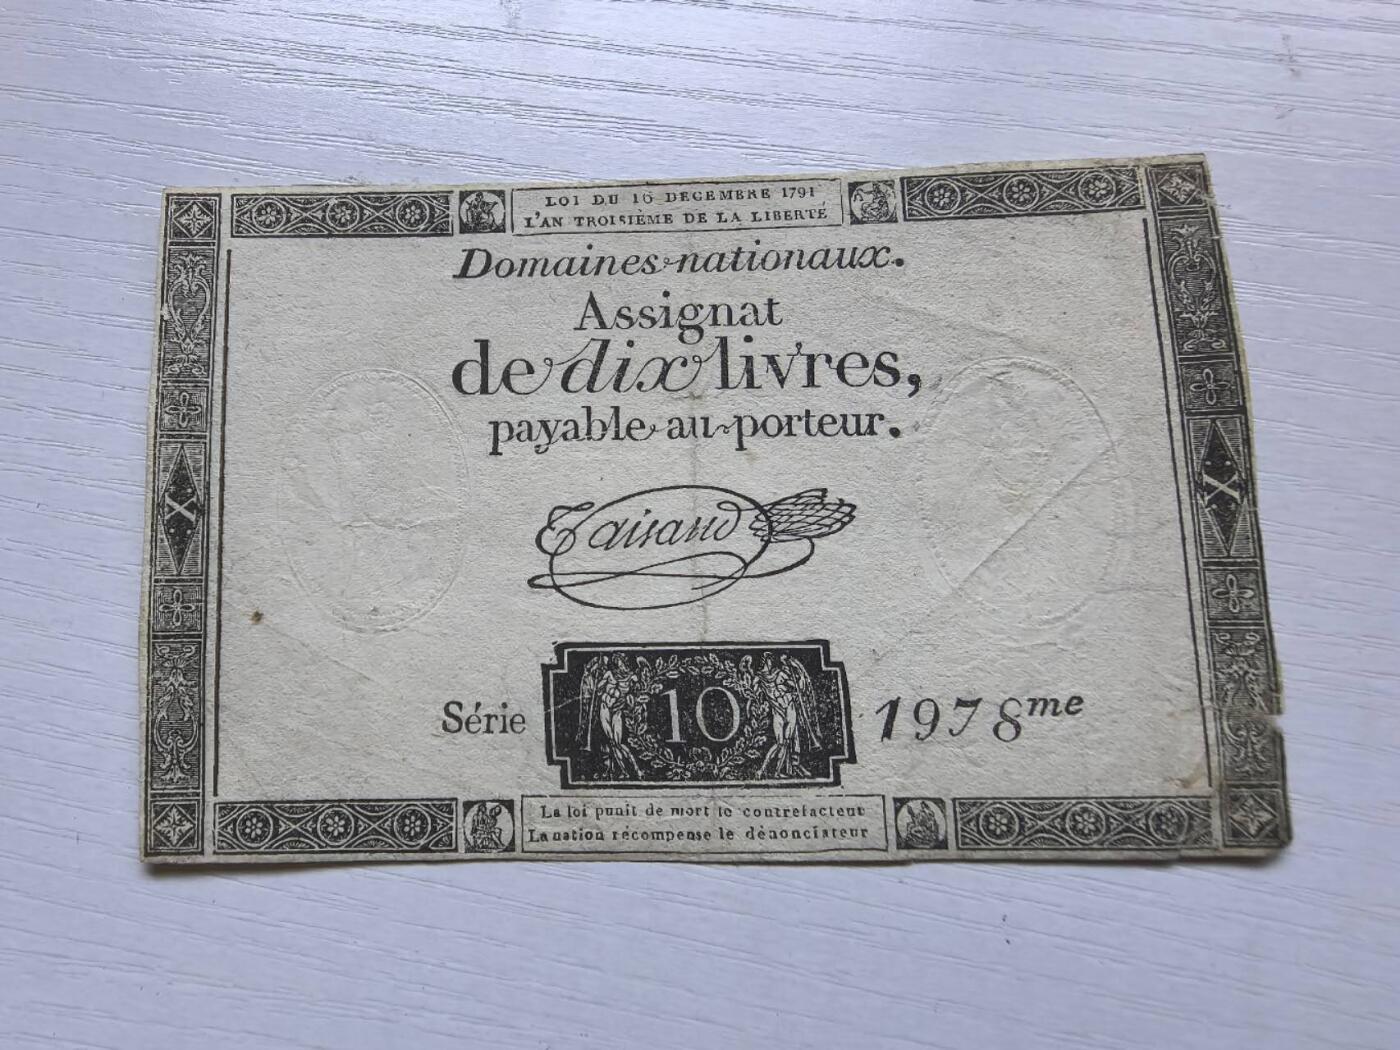 LOI DU 16 DECEMBRE 1791
L'AN TROISIÈME DE LA LIBERTÉ
Domaines nationaux.
Assignat
de dix livres,
payable au porteur.
X
X
Taisaud
Série 10 1978me
La loi punit de mort le contrefacteur
La nation récompense le dénonciateur